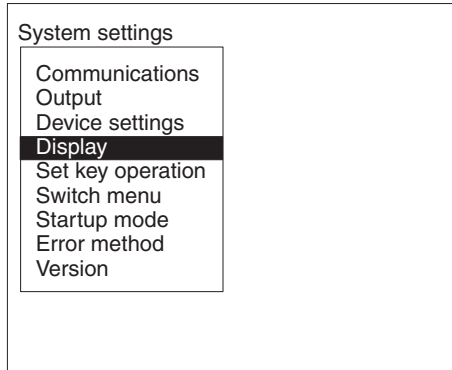 System settings
Communications
Output
Device settings
Display
Set key operation
Switch menu
Startup mode
Error method
Version